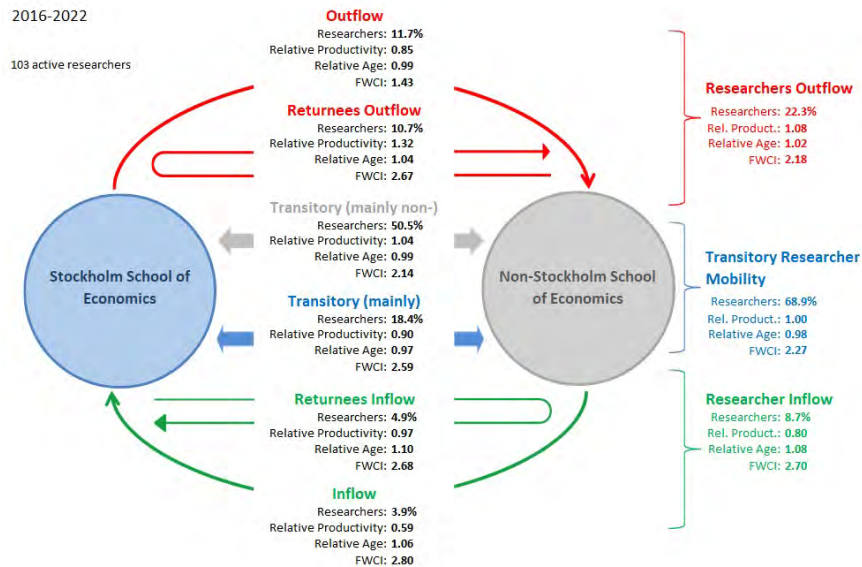 2016-2022
103 active researchers
Outflow
Researchers: 11.7%
Relative Productivity: 0.85
Relative Age: 0.99
FWCI: 1.43
Returnees Outflow
Researchers: 10.7%
Relative Productivity: 1.32
Relative Age: 1.04
FWCI: 2.67
Transitory (mainly non-)
Researchers: 50.5%
Relative Productivity: 1.04
Relative Age: 0.99
FWCI: 2.14
Stockholm School of
Economics
Non-Stockholm School
of Economics
Transitory (mainly)
Researchers: 18.4%
Relative Productivity: 0.90
Relative Age: 0.97
FWCI: 2.59
Returnees Inflow
Researchers: 4.9%
Relative Productivity: 0.97
Relative Age: 1.10
FWCI: 2.68
Inflow
Researchers: 3.9%
Relative Productivity: 0.59
Relative Age: 1.06
FWCI: 2.80
Researchers Outflow
Researchers: 22.3%
Rel. Product.: 1.08
Relative Age: 1.02
FWCI: 2.18
Transitory Researcher
Mobility
Researchers: 68.9%
Rel. Product.: 1.00
Relative Age: 0.98
FWCI: 2.27
Researcher Inflow
Researchers: 8.7%
Rel. Product.: 0.80
Relative Age: 1.08
FWCI: 2.70